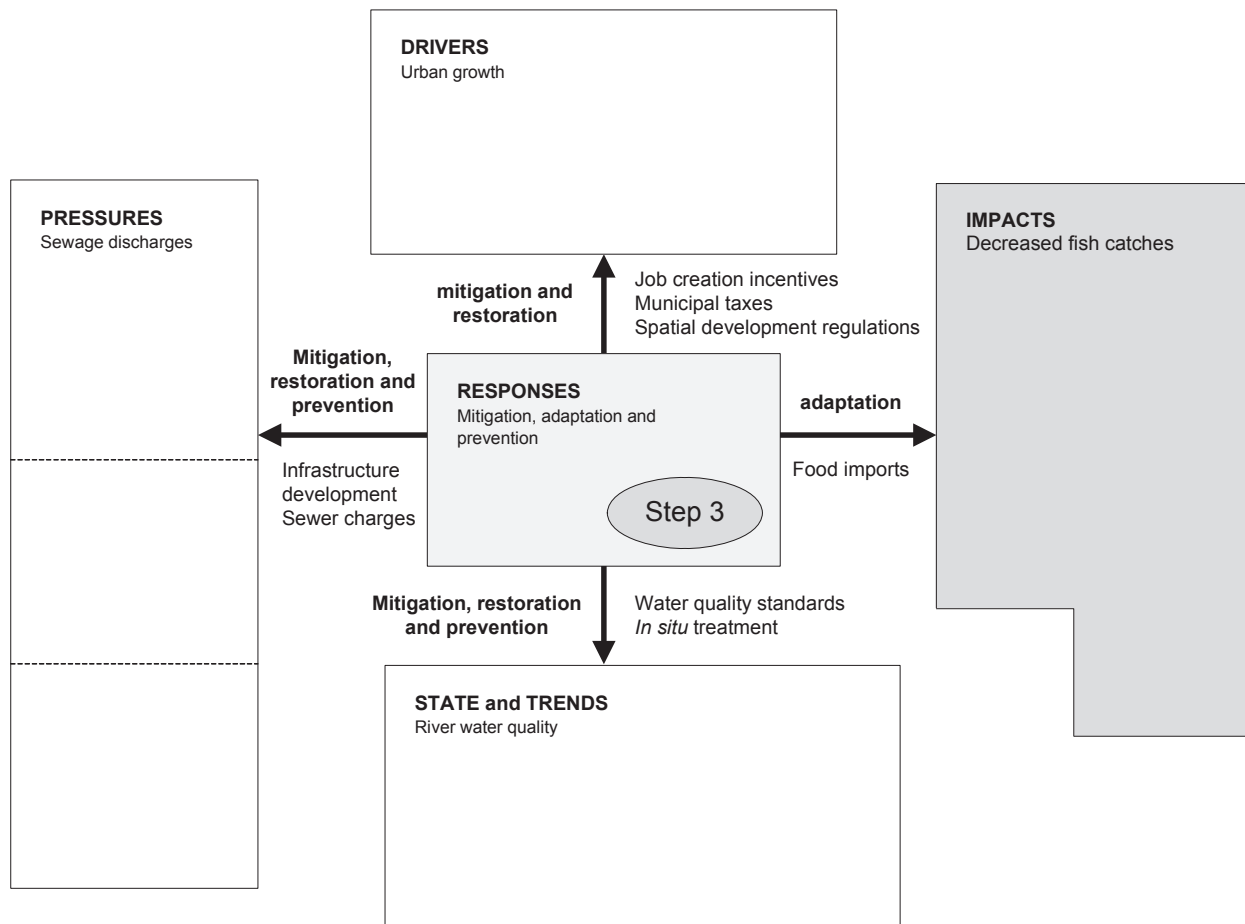 DRIVERS
Urban growth
PRESSURES
Sewage discharges
IMPACTS
Decreased fish catches
mitigation and
restoration
Job creation incentives
Municipal taxes
Spatial development regulations
Mitigation,
restoration and
prevention
RESPONSES
Mitigation, adaptation and
prevention
adaptation
Infrastructure
development
Sewer charges
Food imports
Step 3
Mitigation, restoration
and prevention
Water quality standards
In situ treatment
STATE and TRENDS
River water quality